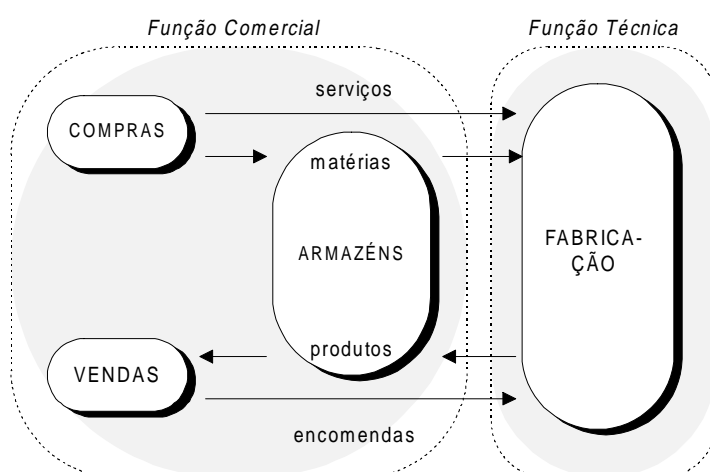 Função Comercial
Função Técnica
serviços
COMPRAS
matérias
ARMAZÉNS
FABRICA-
ÇÃO
produtos
VENDAS
encomendas